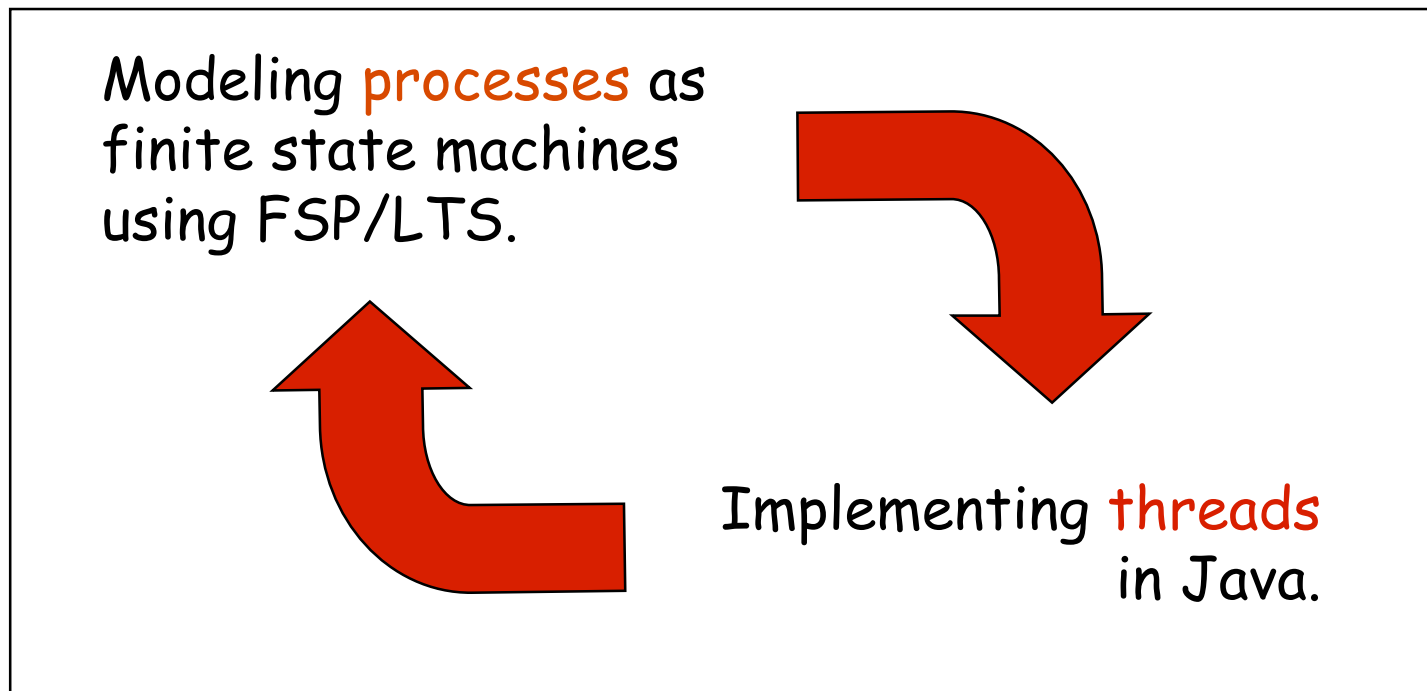 Modeling processes as
finite state machines
using FSP/LTS.
Implementing threads
in Java.